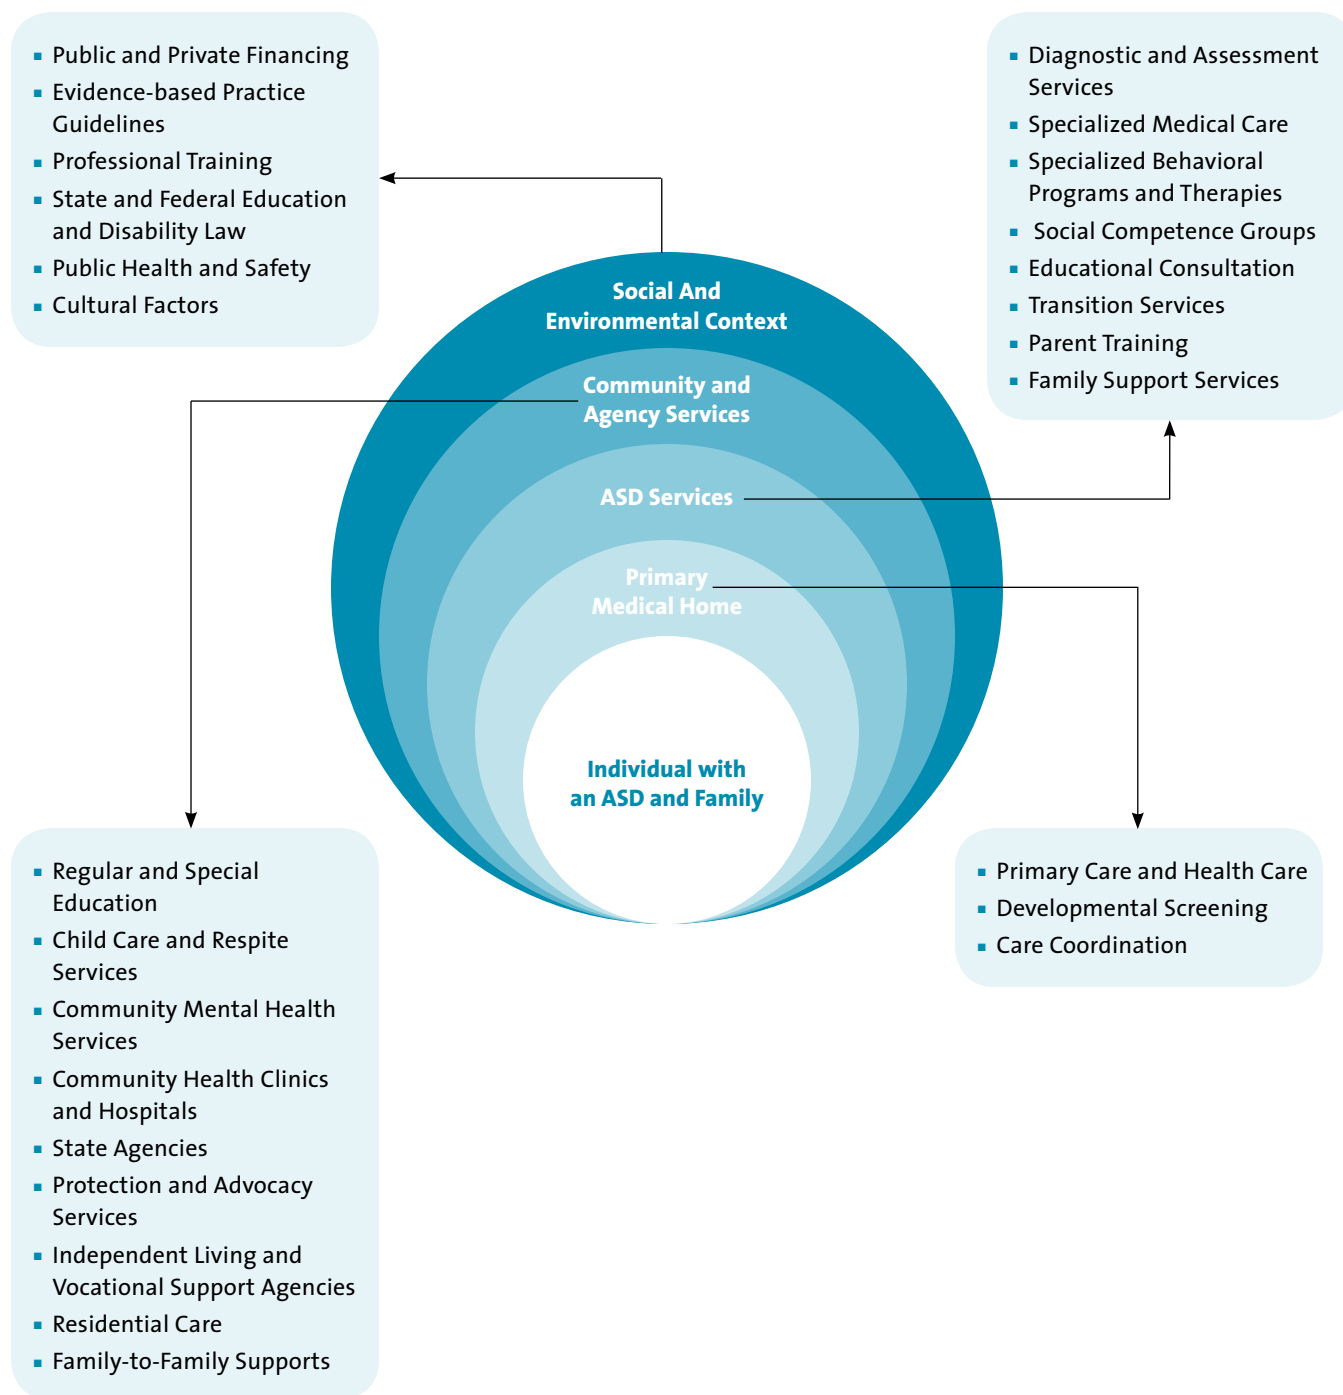 ▪ Public and Private Financing
▪ Evidence-based Practice
Guidelines
▪ Professional Training
▪ State and Federal Education
and Disability Law
▪ Public Health and Safety
▪ Cultural Factors
▪ Diagnostic and Assessment
Services
▪ Specialized Medical Care
▪ Specialized Behavioral
Programs and Therapies
▪ Social Competence Groups
▪ Educational Consultation
▪ Transition Services
▪ Parent Training
▪ Family Support Services
Social And
Environmental Context
Community and
Agency Services
ASD Services
Primary
Medical Home
Individual with
an ASD and Family
▪ Regular and Special
Education
▪ Child Care and Respite
Services
▪ Community Mental Health
Services
▪ Community Health Clinics
and Hospitals
▪ State Agencies
▪ Protection and Advocacy
Services
▪ Independent Living and
Vocational Support Agencies
▪ Residential Care
▪ Family-to-Family Supports
▪ Primary Care and Health Care
▪ Developmental Screening
▪ Care Coordination